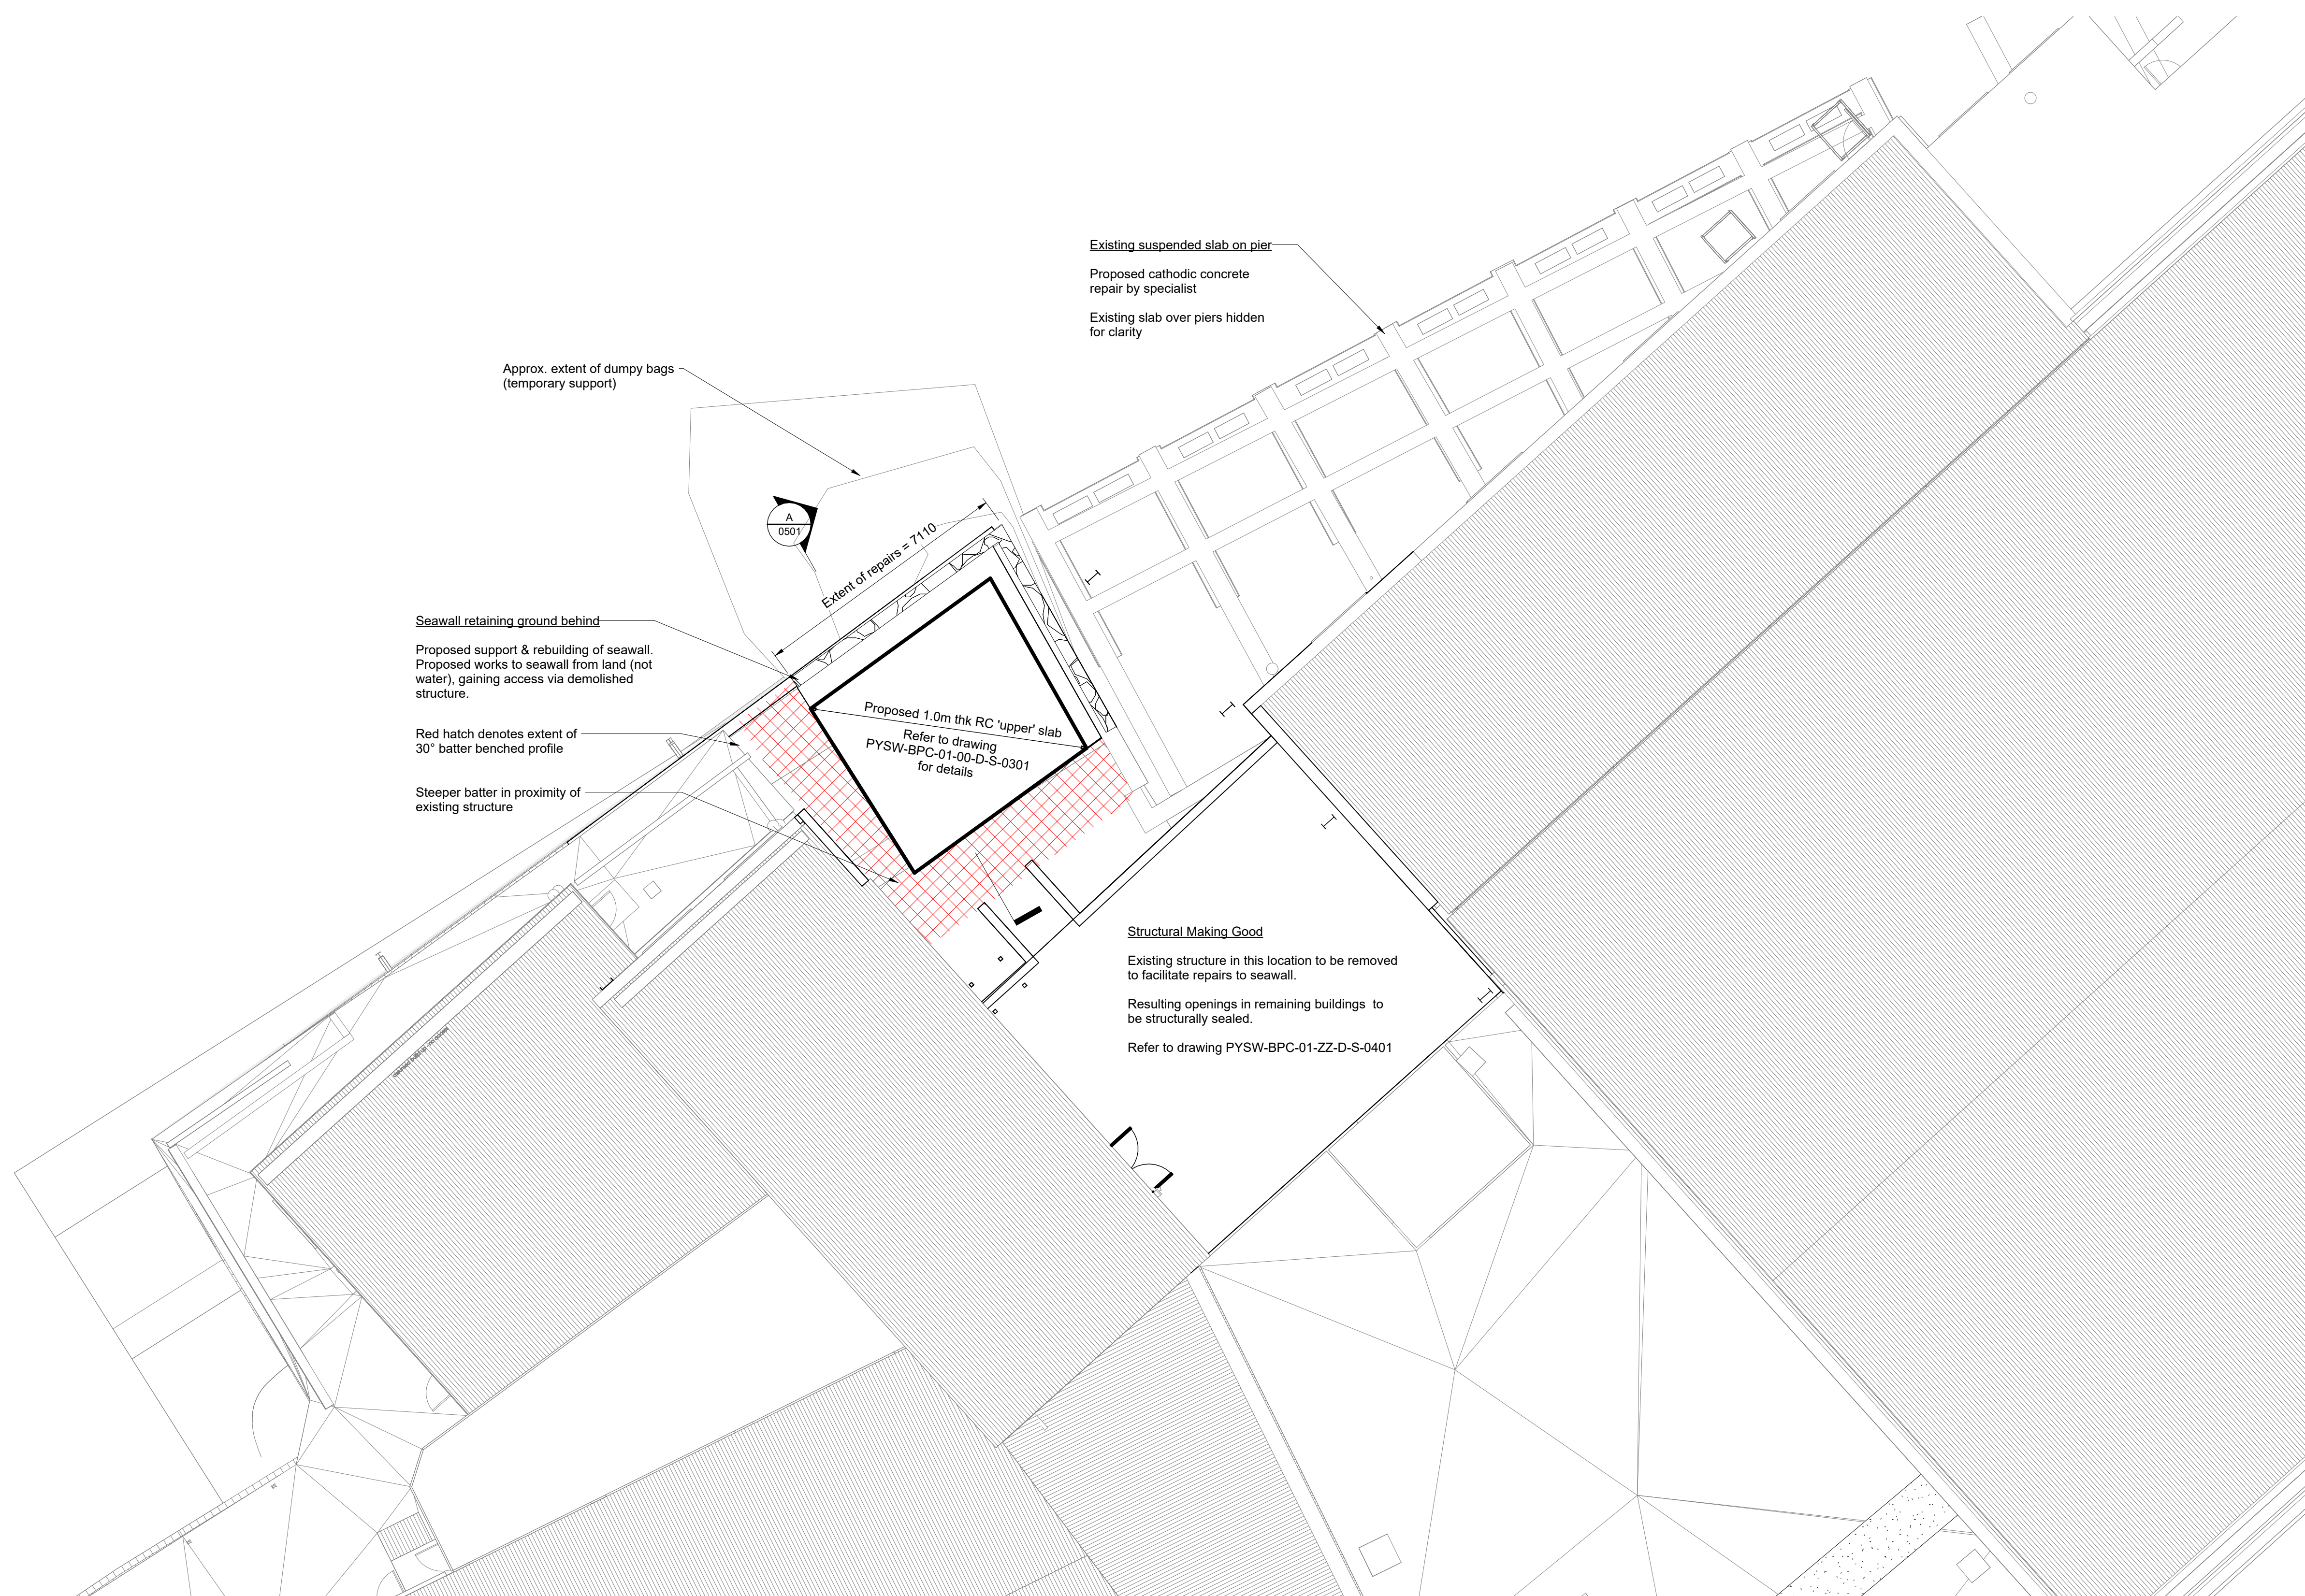 Existing suspended slab on pier
Proposed cathodic concrete
repair by specialist
Existing slab over piers hidden
for clarity
Approx. extent of dumpy bags
(temporary support)
A
0501
Extent of repairs = 7110
Seawall retaining ground behind
Proposed support & rebuilding of seawall.
Proposed works to seawall from land (not
water), gaining access via demolished
structure.
Red hatch denotes extent of
30° batter benched profile
Steeper batter in proximity of
existing structure
Proposed 1.0m thk RC 'upper' slab
Refer to drawing
PYSW-BPC-01-00-D-S-0301
for details
Structural Making Good
Existing structure in this location to be removed
to facilitate repairs to seawall.
Resulting openings in remaining buildings to
be structurally sealed.
Refer to drawing PYSW-BPC-01-ZZ-D-S-0401